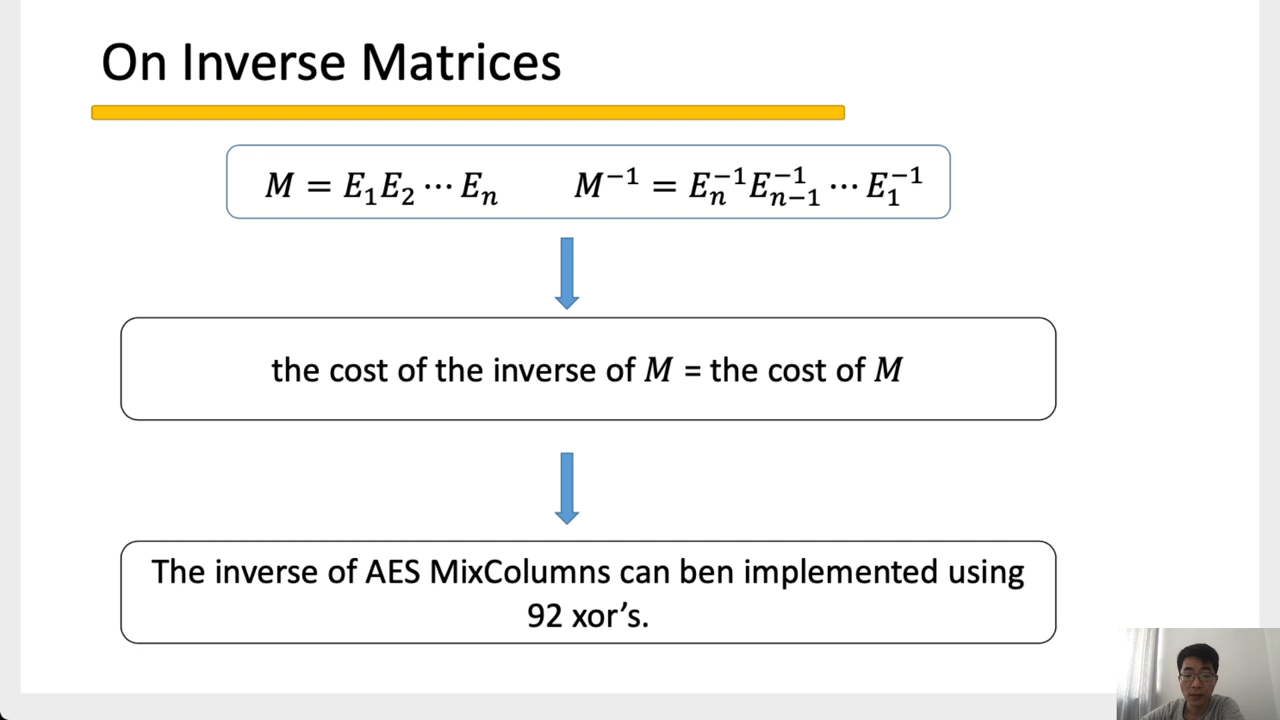 On Inverse Matrices
M = E₁E₂ ⋯ Eₙ    M⁻¹ = Eₙ⁻¹Eₙ₋₁⁻¹ ⋯ E₁⁻¹
the cost of the inverse of M = the cost of M
The inverse of AES MixColumns can ben implemented using
92 xor’s.